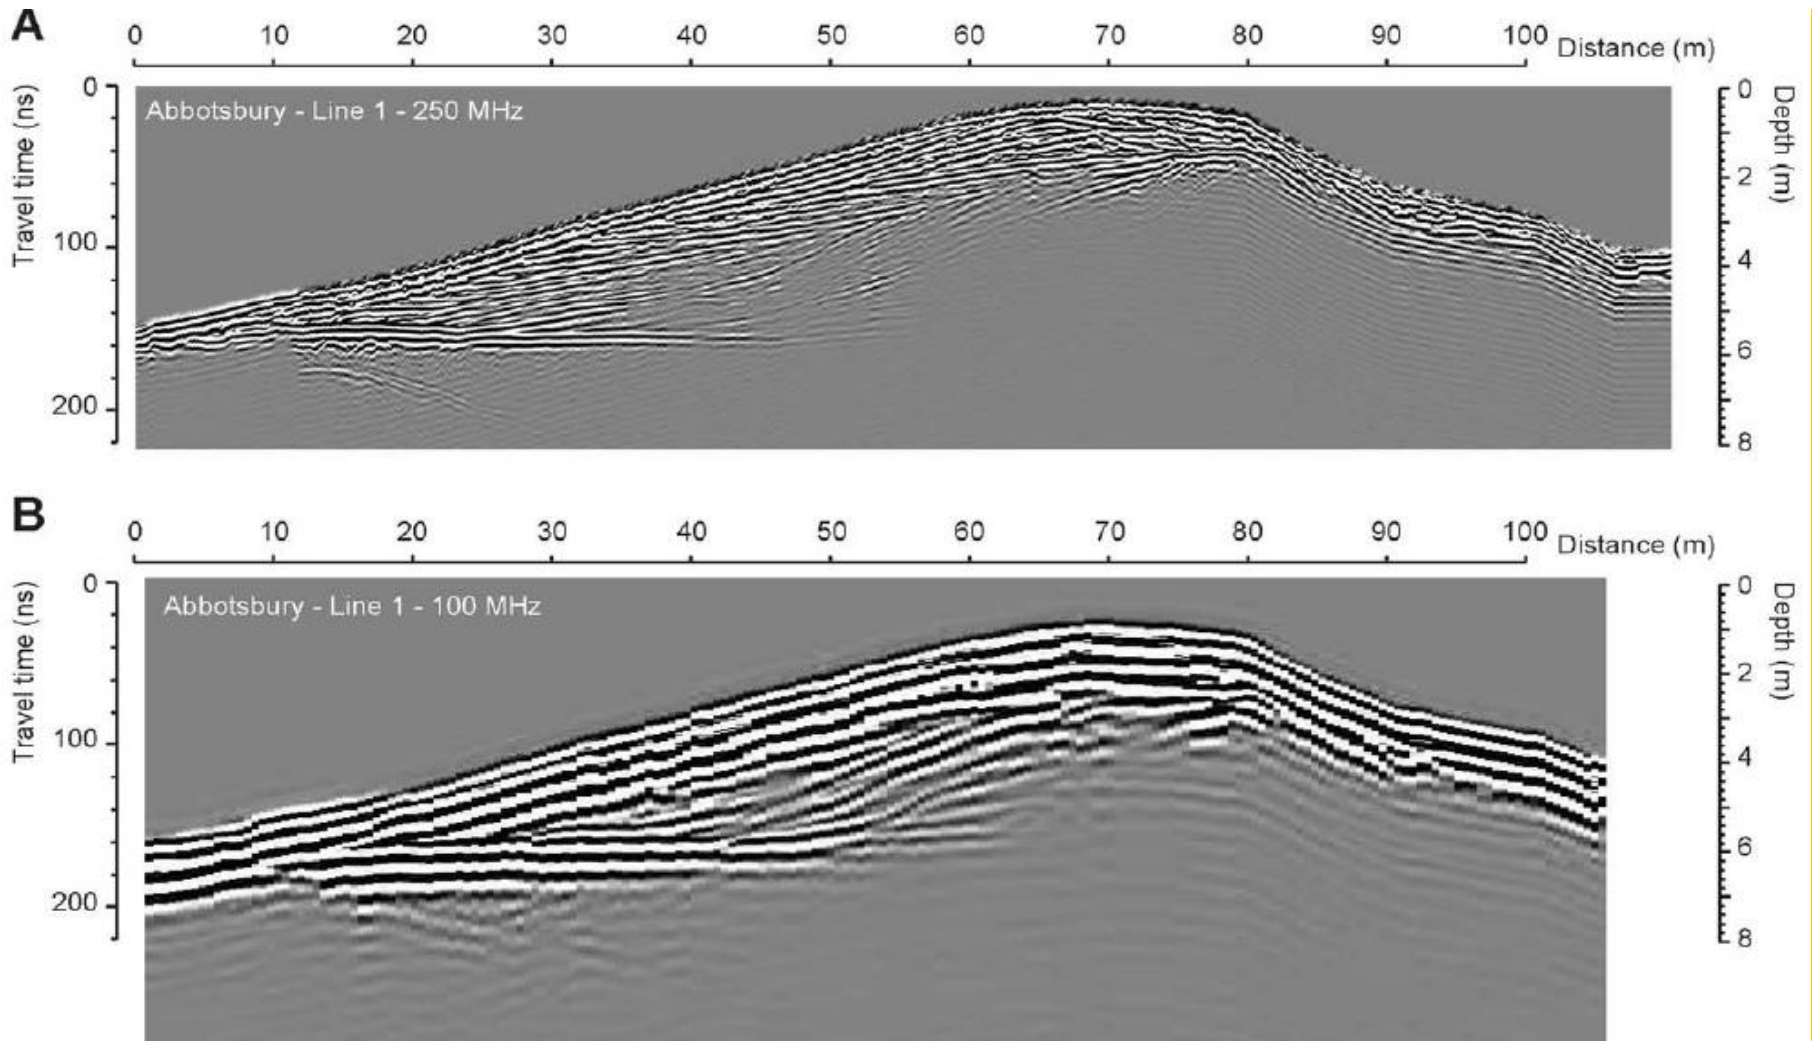 A
0 10 20 30 40 50 60 70 80 90 100 Distance (m)
Abbotsbury - Line 1 - 250 MHz
Travel time (ns)
0
100
200
Depth (m)
0
2
4
6
8
B
0 10 20 30 40 50 60 70 80 90 100 Distance (m)
Abbotsbury - Line 1 - 100 MHz
Travel time (ns)
0
100
200
Depth (m)
0
2
4
6
8